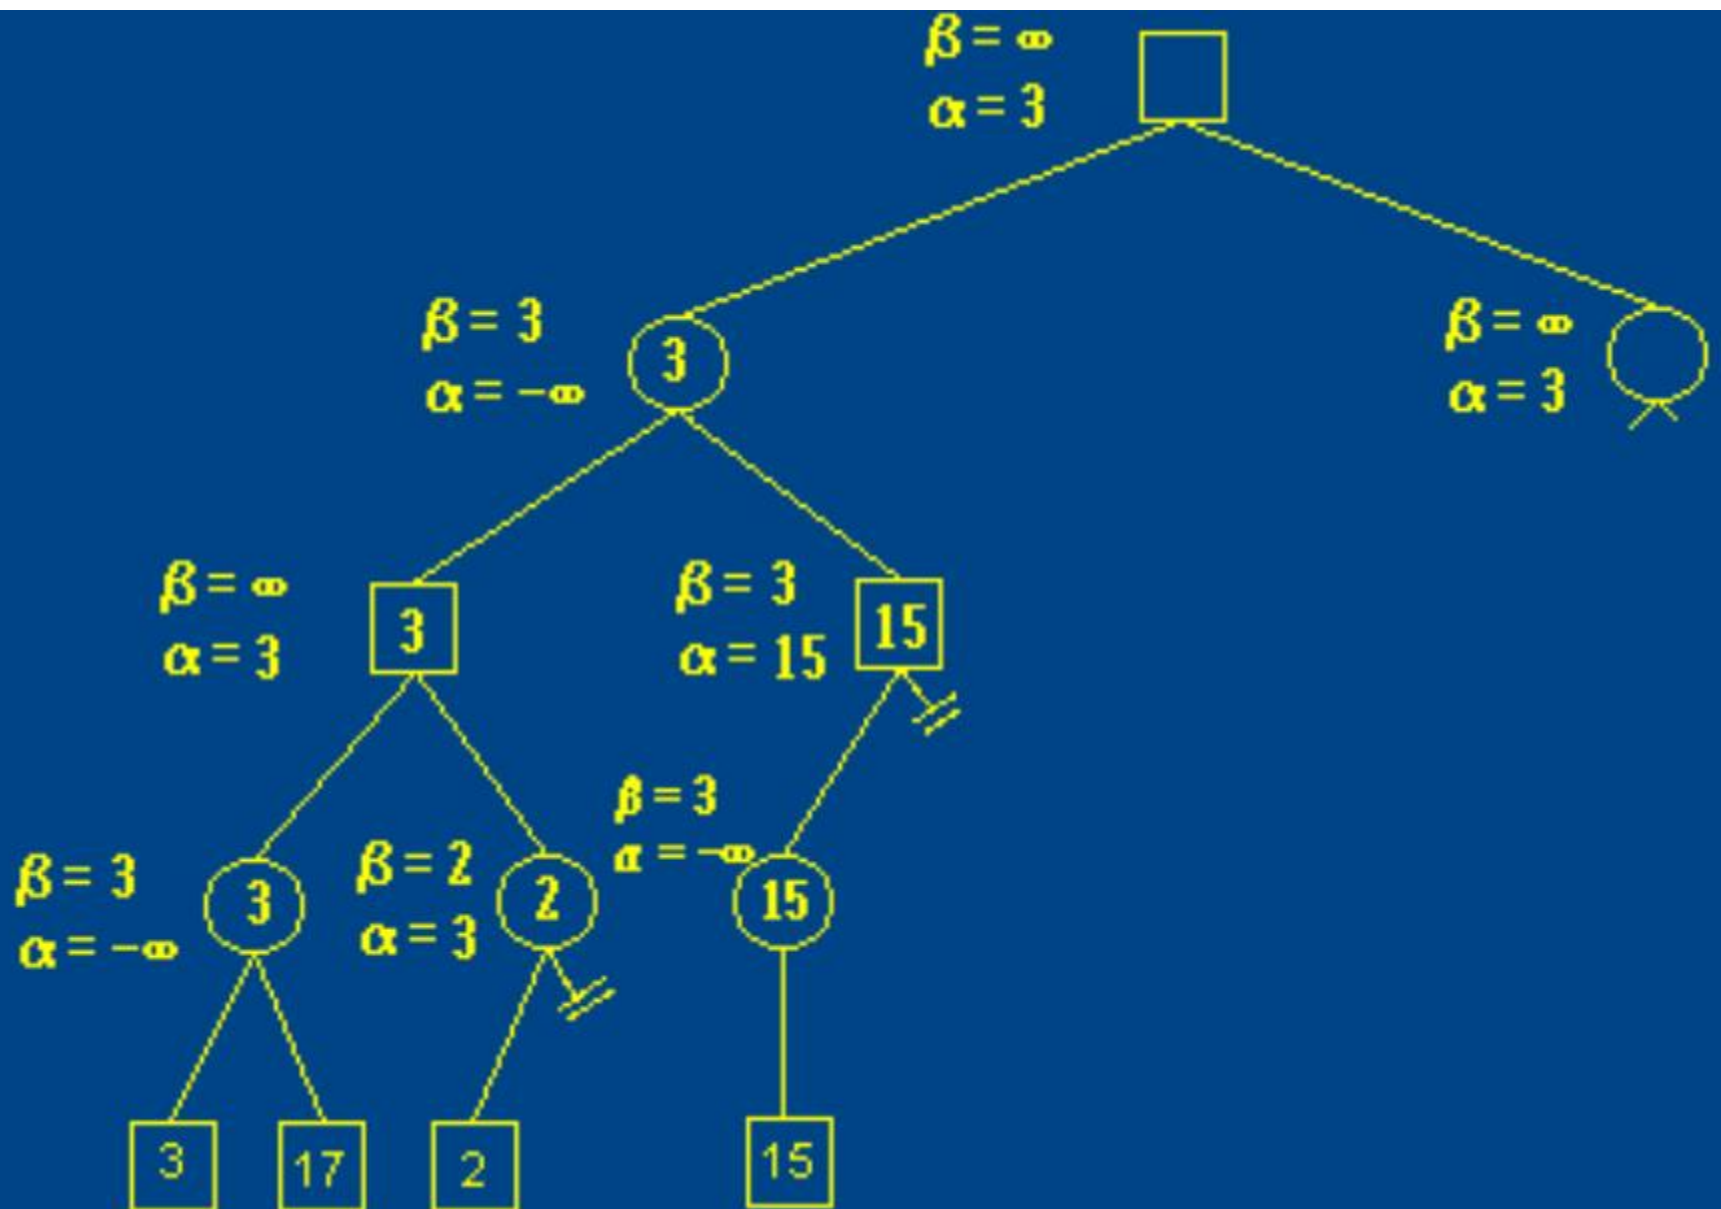 β = ∞
α = 3
β = 3
α = -∞
3
β = ∞
α = 3
β = ∞
α = 3
3
β = 3
α = 15
15
β = 3
α = -∞
3
β = 2
α = 3
2
β = 3
α = -∞
15
3
17
2
15